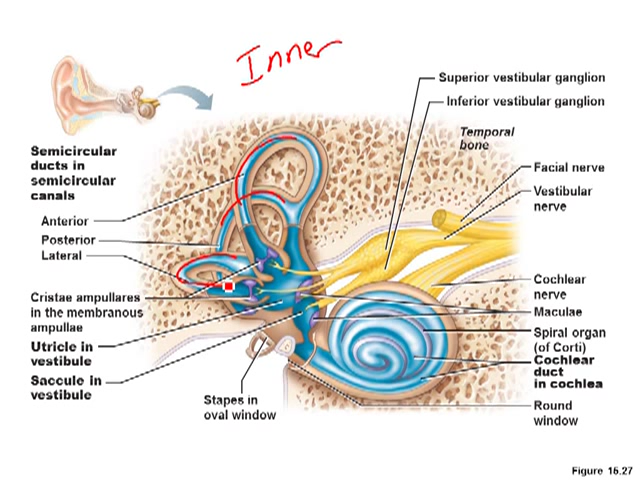 Inner
Superior vestibular ganglion
Inferior vestibular ganglion
Temporal
bone
Semicircular
ducts in
semicircular
canals
Facial nerve
Vestibular
nerve
Anterior
Posterior
Lateral
Cristae ampullares
in the membranous
ampullae
Utricle in
vestibule
Saccule in
vestibule
Stapes in
oval window
Cochlear
nerve
Maculae
Spiral organ
(of Corti)
Cochlear
duct
in cochlea
Round
window
Figure 15.27